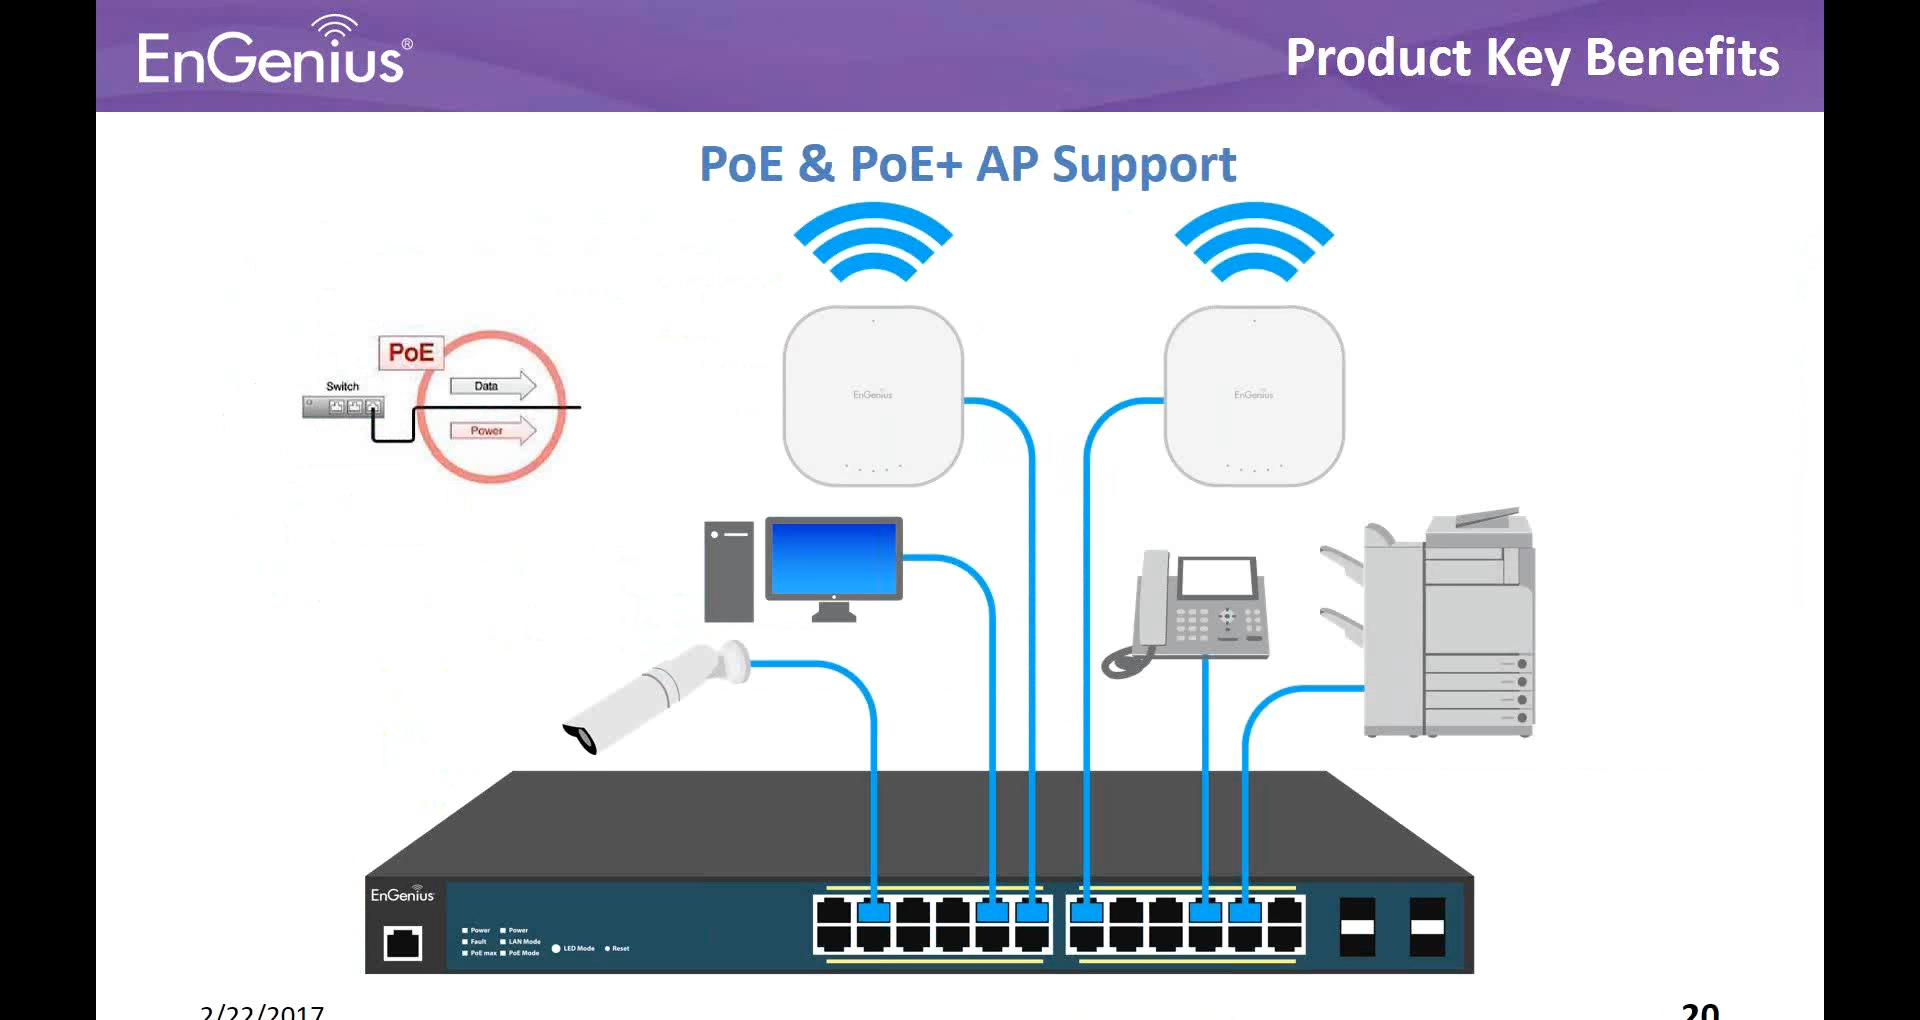 EnGenius®
Product Key Benefits
PoE & PoE+ AP Support
PoE
Switch
Data
Power
EnGenius
EnGenius
EnGenius
Power Power
Fault LAN Mode
PoE max PoE Mode
LED Mode Reset
2/22/2017
20